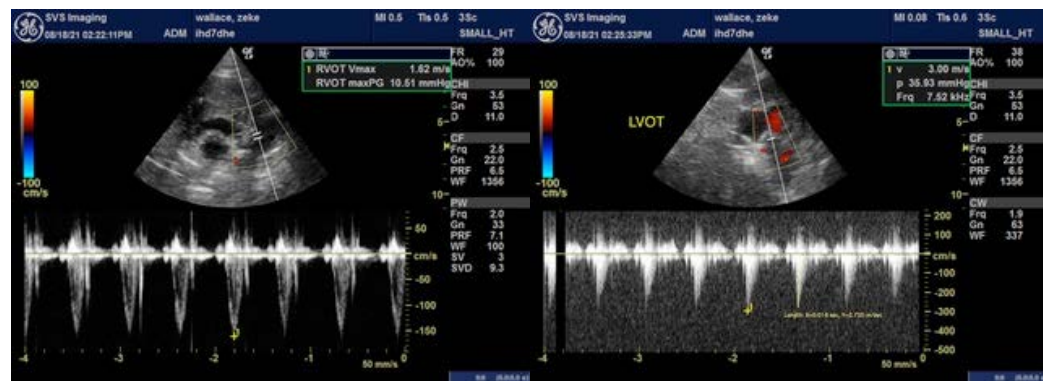 SVS Imaging wallace, zeke MI 0.5 TIs 0.5 3Sc
08/18/21 02:22:11PM ADM ihd7dhe SMALL_HT
1 RVOT Vmax 1.62 m/s
RVOT maxPG 10.51 mmHg
FR 29
AO% 100
CHI
Frq 3.5
Gn 53
D 11.0
CF
Frq 2.5
Gn 22.0
PRF 6.5
WF 1356
PW
Frq 2.0
Gn 33
PRF 7.1
WF 100
SV 3
SVD 9.3
100
-100
cm/s
5
10
50
cm/s
-50
-100
-150
-4 -3 -2 -1 0
50 mm/s
SVS Imaging wallace, zeke MI 0.08 TIs 0.6 3Sc
08/18/21 02:25:33PM ADM ihd7dhe SMALL_HT
1 v 3.00 m/s
p 35.93 mmHg
Frq 7.52 kHz
FR 38
AO% 100
CHI
Frq 3.5
Gn 53
D 11.0
CF
Frq 2.5
Gn 22.0
PRF 6.5
WF 1356
CW
Frq 1.9
Gn 63
WF 337
LVOT
100
-100
cm/s
5
10
200
100
cm/s
-100
-200
-300
-400
-500
-4 -3 -2 -1 0
50 mm/s